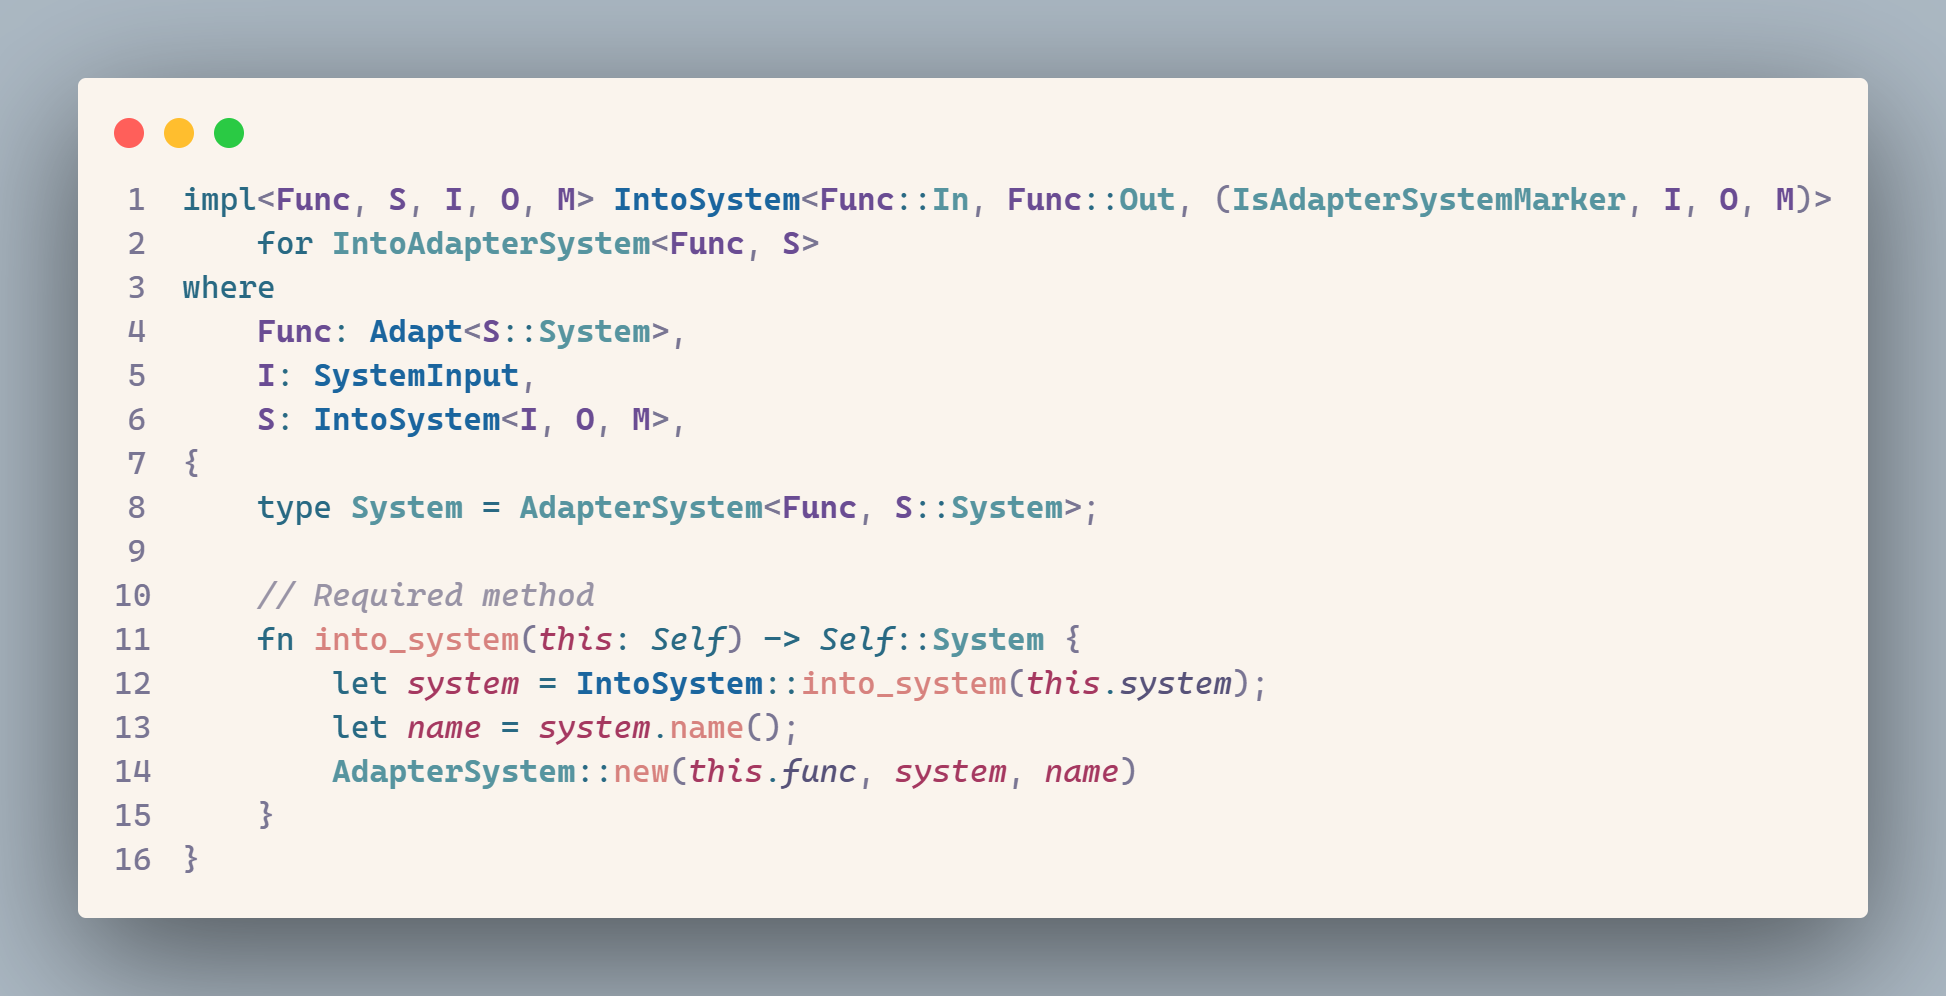 1 impl<Func, S, I, O, M> IntoSystem<Func::In, Func::Out, (IsAdapterSystemMarker, I, O, M)>
2     for IntoAdapterSystem<Func, S>
3 where
4     Func: Adapt<S::System>,
5     I: SystemInput,
6     S: IntoSystem<I, O, M>,
7 {
8     type System = AdapterSystem<Func, S::System>;
9
10     // Required method
11     fn into_system(this: Self) -> Self::System {
12         let system = IntoSystem::into_system(this.system);
13         let name = system.name();
14         AdapterSystem::new(this.func, system, name)
15     }
16 }